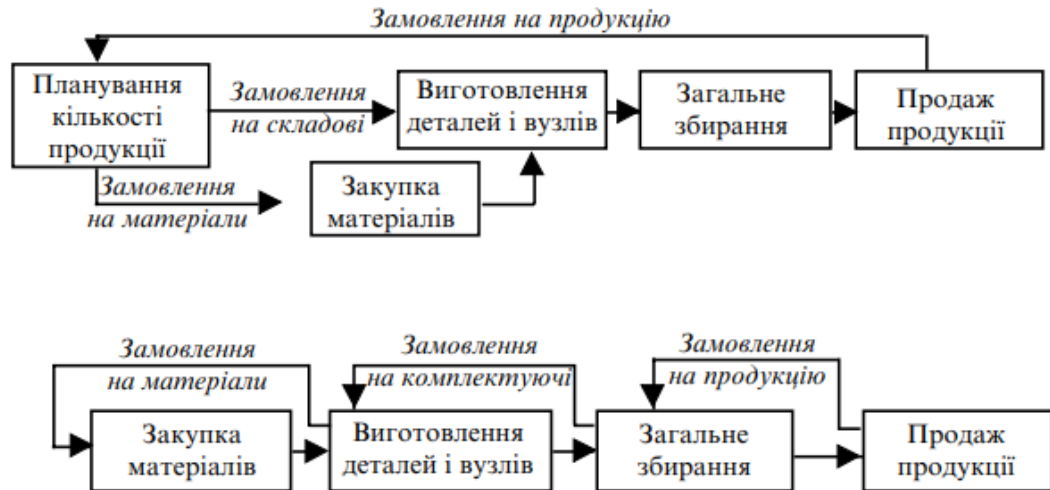 Замовлення на продукцію
Планування
кількості
продукції
Замовлення
на складові
Виготовлення
деталей і вузлів
Загальне
збирання
Продаж
продукції
Замовлення
на матеріали
Закупка
матеріалів
Замовлення
на матеріали
Замовлення
на комплектуючі
Замовлення
на продукцію
Закупка
матеріалів
Виготовлення
деталей і вузлів
Загальне
збирання
Продаж
продукції